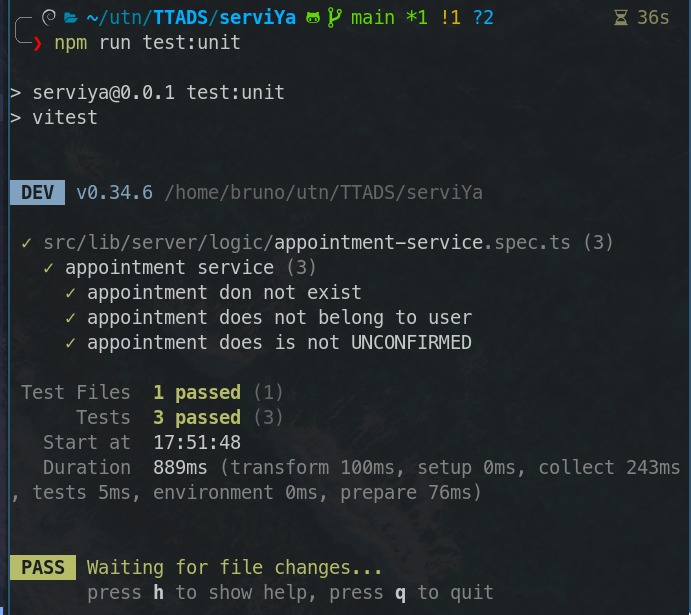 ~/utn/TTADS/serviYa main *1 !1 ?2 36s
❯ npm run test:unit
> serviya@0.0.1 test:unit
> vitest
DEV v0.34.6 /home/bruno/utn/TTADS/serviYa
✓ src/lib/server/logic/appointment-service.spec.ts (3)
✓ appointment service (3)
✓ appointment don not exist
✓ appointment does not belong to user
✓ appointment does is not UNCONFIRMED
Test Files 1 passed (1)
Tests 3 passed (3)
Start at 17:51:48
Duration 889ms (transform 100ms, setup 0ms, collect 243ms
, tests 5ms, environment 0ms, prepare 76ms)
PASS Waiting for file changes...
press h to show help, press q to quit